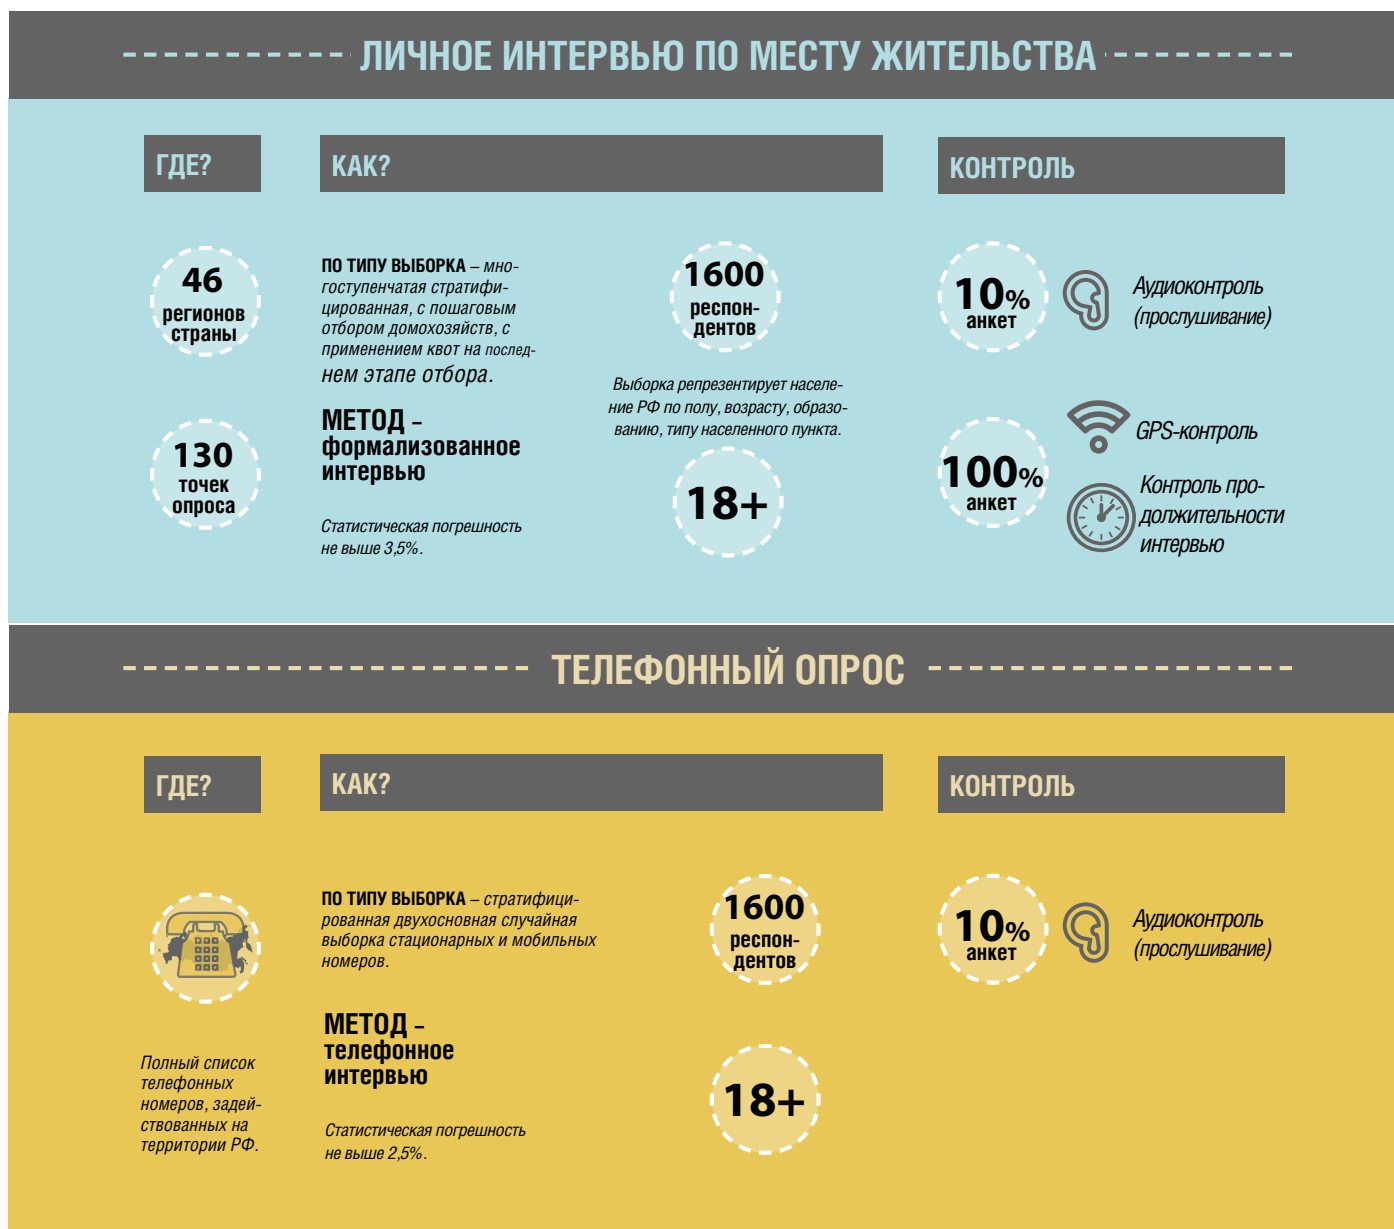 ЛИЧНОЕ ИНТЕРВЬЮ ПО МЕСТУ ЖИТЕЛЬСТВА
ГДЕ?
46
регионов
страны
130
точек
опроса
КАК?
ПО ТИПУ ВЫБОРКА – мно-
гоступенчатая стратифи-
цированная, с пошаговым
отбором домохозяйств, с
применением квот на послед-
нем этапе отбора.
МЕТОД –
формализованное
интервью
Статистическая погрешность
не выше 3,5%.
1600
респон-
дентов
Выборка репрезентирует населе-
ние РФ по полу, возрасту, образо-
ванию, типу населенного пункта.
18+
КОНТРОЛЬ
10%
анкет
Аудиоконтроль
(прослушивание)
100%
анкет
GPS-контроль
Контроль про-
должительности
интервью
ТЕЛЕФОННЫЙ ОПРОС
ГДЕ?
Полный список
телефонных
номеров, задей-
ствованных на
территории РФ.
КАК?
ПО ТИПУ ВЫБОРКА – стратифици-
рованная двухосновная случайная
выборка стационарных и мобильных
номеров.
МЕТОД –
телефонное
интервью
Статистическая погрешность
не выше 2,5%.
1600
респон-
дентов
18+
КОНТРОЛЬ
10%
анкет
Аудиоконтроль
(прослушивание)